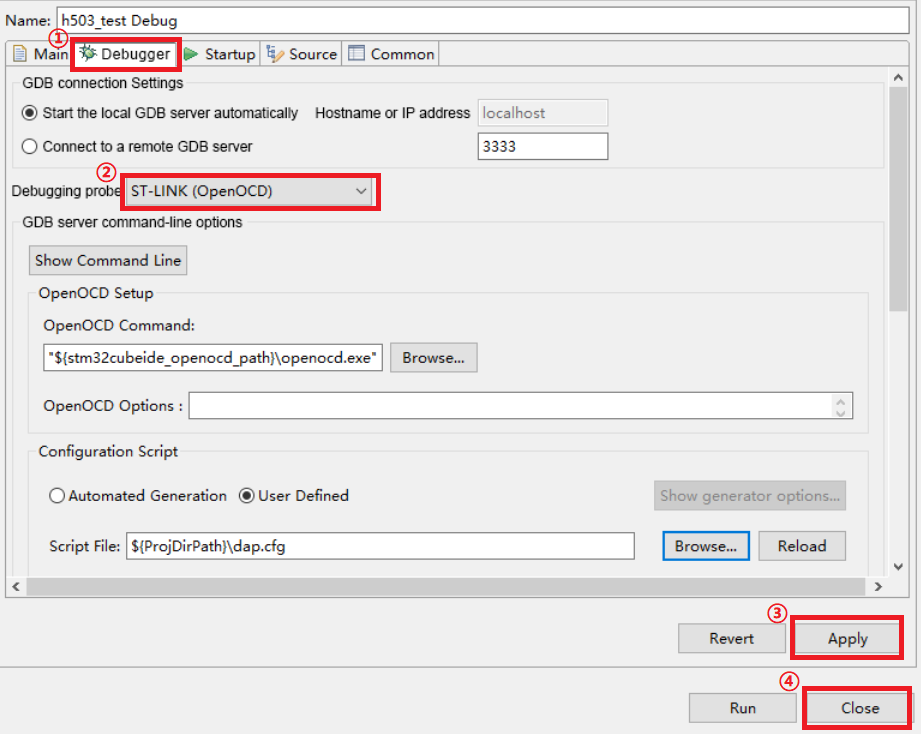 Name: h503_test Debug
①
Main Debugger Startup Source Common
GDB connection Settings
Start the local GDB server automatically Hostname or IP address localhost
Connect to a remote GDB server 3333
②
Debugging probe ST-LINK (OpenOCD)
GDB server command-line options
Show Command Line
OpenOCD Setup
OpenOCD Command:
"${stm32cubeide_openocd_path}\openocd.exe" Browse...
OpenOCD Options :
Configuration Script
Automated Generation User Defined Show generator options...
Script File: ${ProjDirPath}\dap.cfg Browse... Reload
③
Revert Apply
④
Run Close